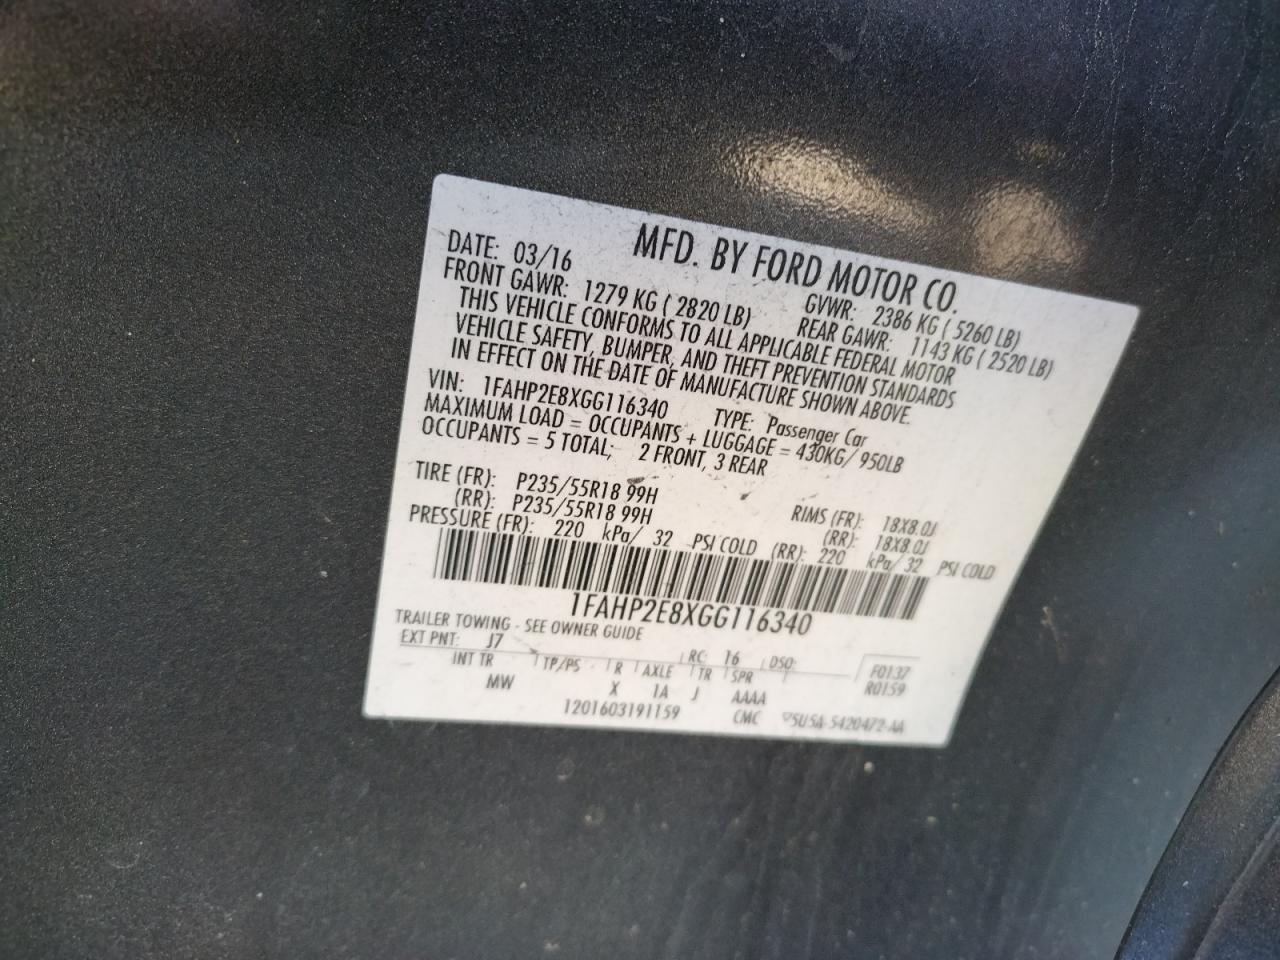 MFD. BY FORD MOTOR CO.
DATE: 03/16 GVWR: 2386 KG ( 5260 LB)
FRONT GAWR: 1279 KG ( 2820 LB) REAR GAWR: 1143 KG ( 2520 LB)
THIS VEHICLE CONFORMS TO ALL APPLICABLE FEDERAL MOTOR
VEHICLE SAFETY, BUMPER, AND THEFT PREVENTION STANDARDS
IN EFFECT ON THE DATE OF MANUFACTURE SHOWN ABOVE.
VIN: 1FAHP2E8XGG116340 TYPE: Passenger Car
MAXIMUM LOAD = OCCUPANTS + LUGGAGE = 430KG/ 950LB
OCCUPANTS = 5 TOTAL; 2 FRONT, 3 REAR
TIRE (FR): P235/55R18 99H RIMS (FR): 18X8.0J
(RR): P235/55R18 99H (RR): 18X8.0J
PRESSURE (FR): 220 kPa/ 32 PSI COLD (RR): 220 kPa/ 32 PSI COLD
1FAHP2E8XGG116340
TRAILER TOWING - SEE OWNER GUIDE
EXT PNT: J7 RC: 16 DSO: F0137
INT TR TP/PS R AXLE TR SPR R0159
MW X 1A J AAAA
1201603191159 CMC 5U5A-5420472-AA